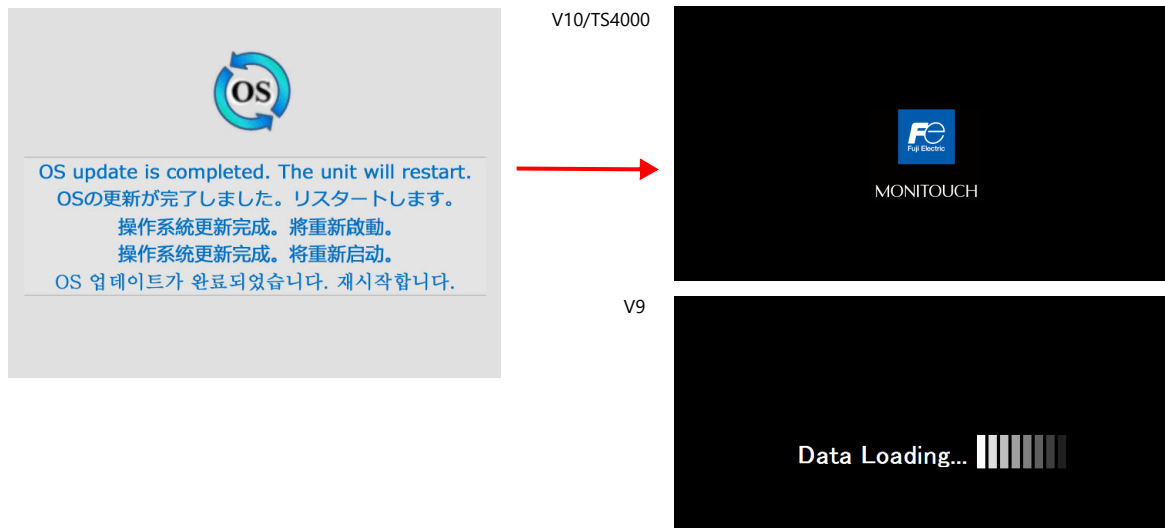 OS
OS update is completed. The unit will restart.
OSの更新が完了しました。リスタートします。
操作系統更新完成。將重新啟動。
操作系统更新完成。将重新启动。
OS 업데이트가 완료되었습니다. 재시작합니다.
V10/TS4000
Fe
Fuji Electric
MONITOUCH
V9
Data Loading...